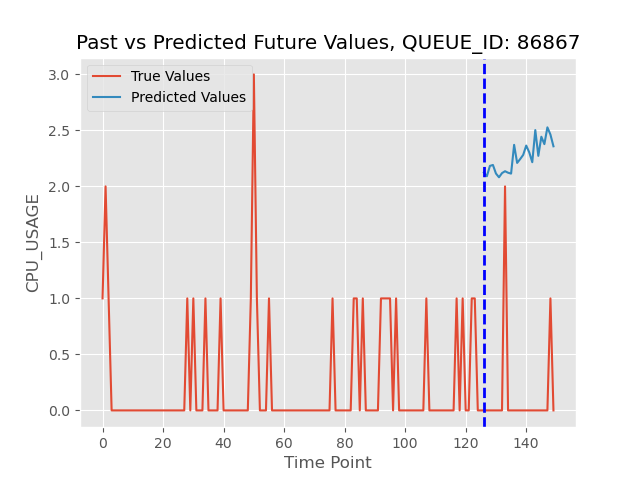 Past vs Predicted Future Values, QUEUE_ID: 86867
True Values
Predicted Values
CPU_USAGE
3.0
2.5
2.0
1.5
1.0
0.5
0.0
0 20 40 60 80 100 120 140
Time Point